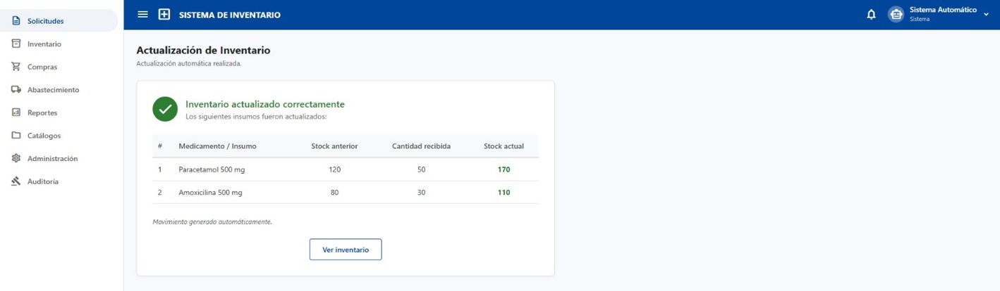 SISTEMA DE INVENTARIO
Sistema Automático
Sistema
Solicitudes
Inventario
Compras
Abastecimiento
Reportes
Catálogos
Administración
Auditoría
Actualización de Inventario
Actualización automática realizada.
Inventario actualizado correctamente
Los siguientes insumos fueron actualizados:
# Medicamento / Insumo Stock anterior Cantidad recibida Stock actual
1 Paracetamol 500 mg 120 50 170
2 Amoxicilina 500 mg 80 30 110
Movimiento generado automáticamente.
Ver inventario